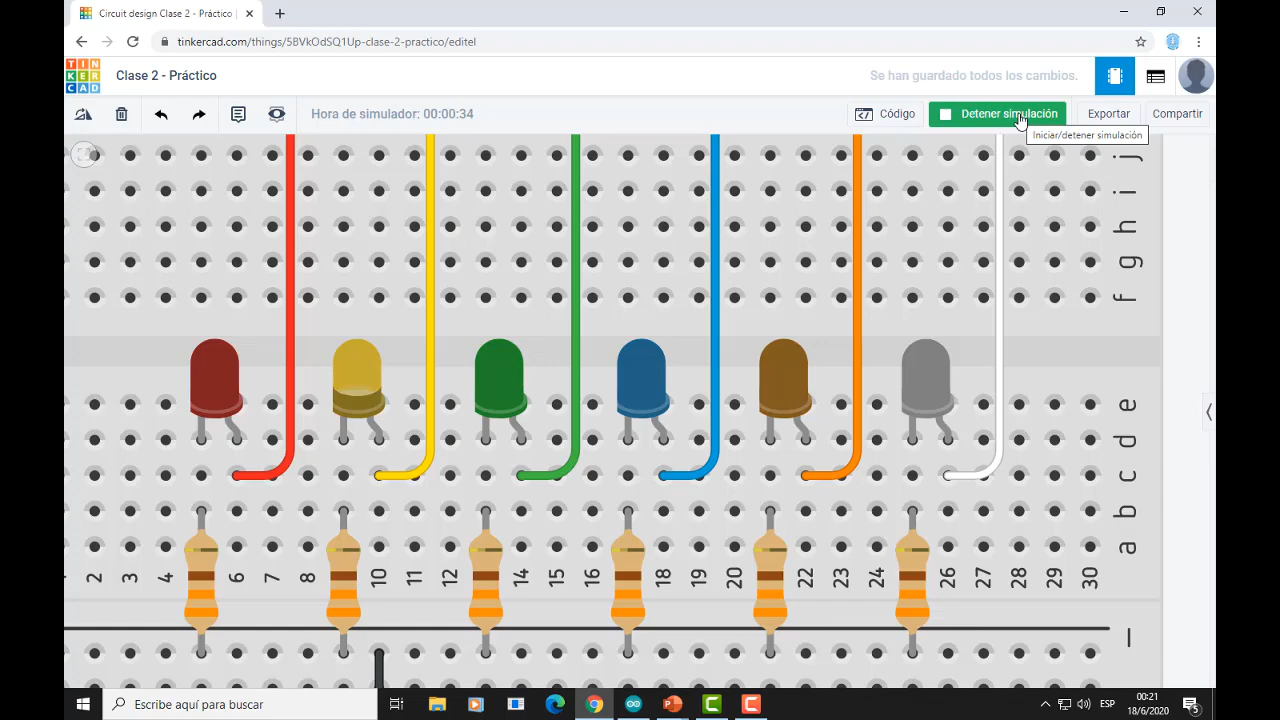 Circuit design Clase 2 - Práctico
tinkercad.com/things/5BVkOdSQ1Up-clase-2-practico/editel
TIN
KER
CAD
Clase 2 - Práctico
Se han guardado todos los cambios.
Hora de simulador: 00:00:34
Código
Detener simulación
Exportar
Compartir
Iniciar/detener simulación
j
i
h
g
f
e
d
c
b
a
2 3 4 6 7 8 10 11 12 14 15 16 18 19 20 22 23 24 26 27 28 29 30
Escribe aquí para buscar
ESP
00:21
18/6/2020
5